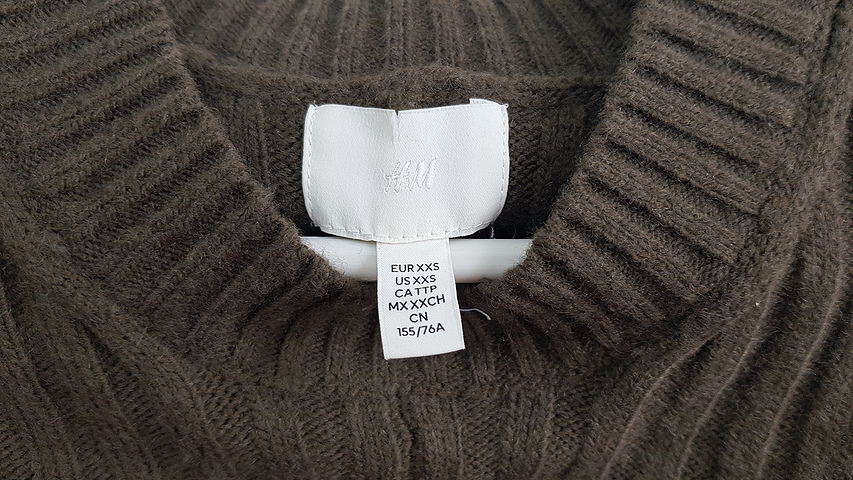 H&M
EUR XXS
US XXS
CA TTP
MX XXCH
CN
155/76A